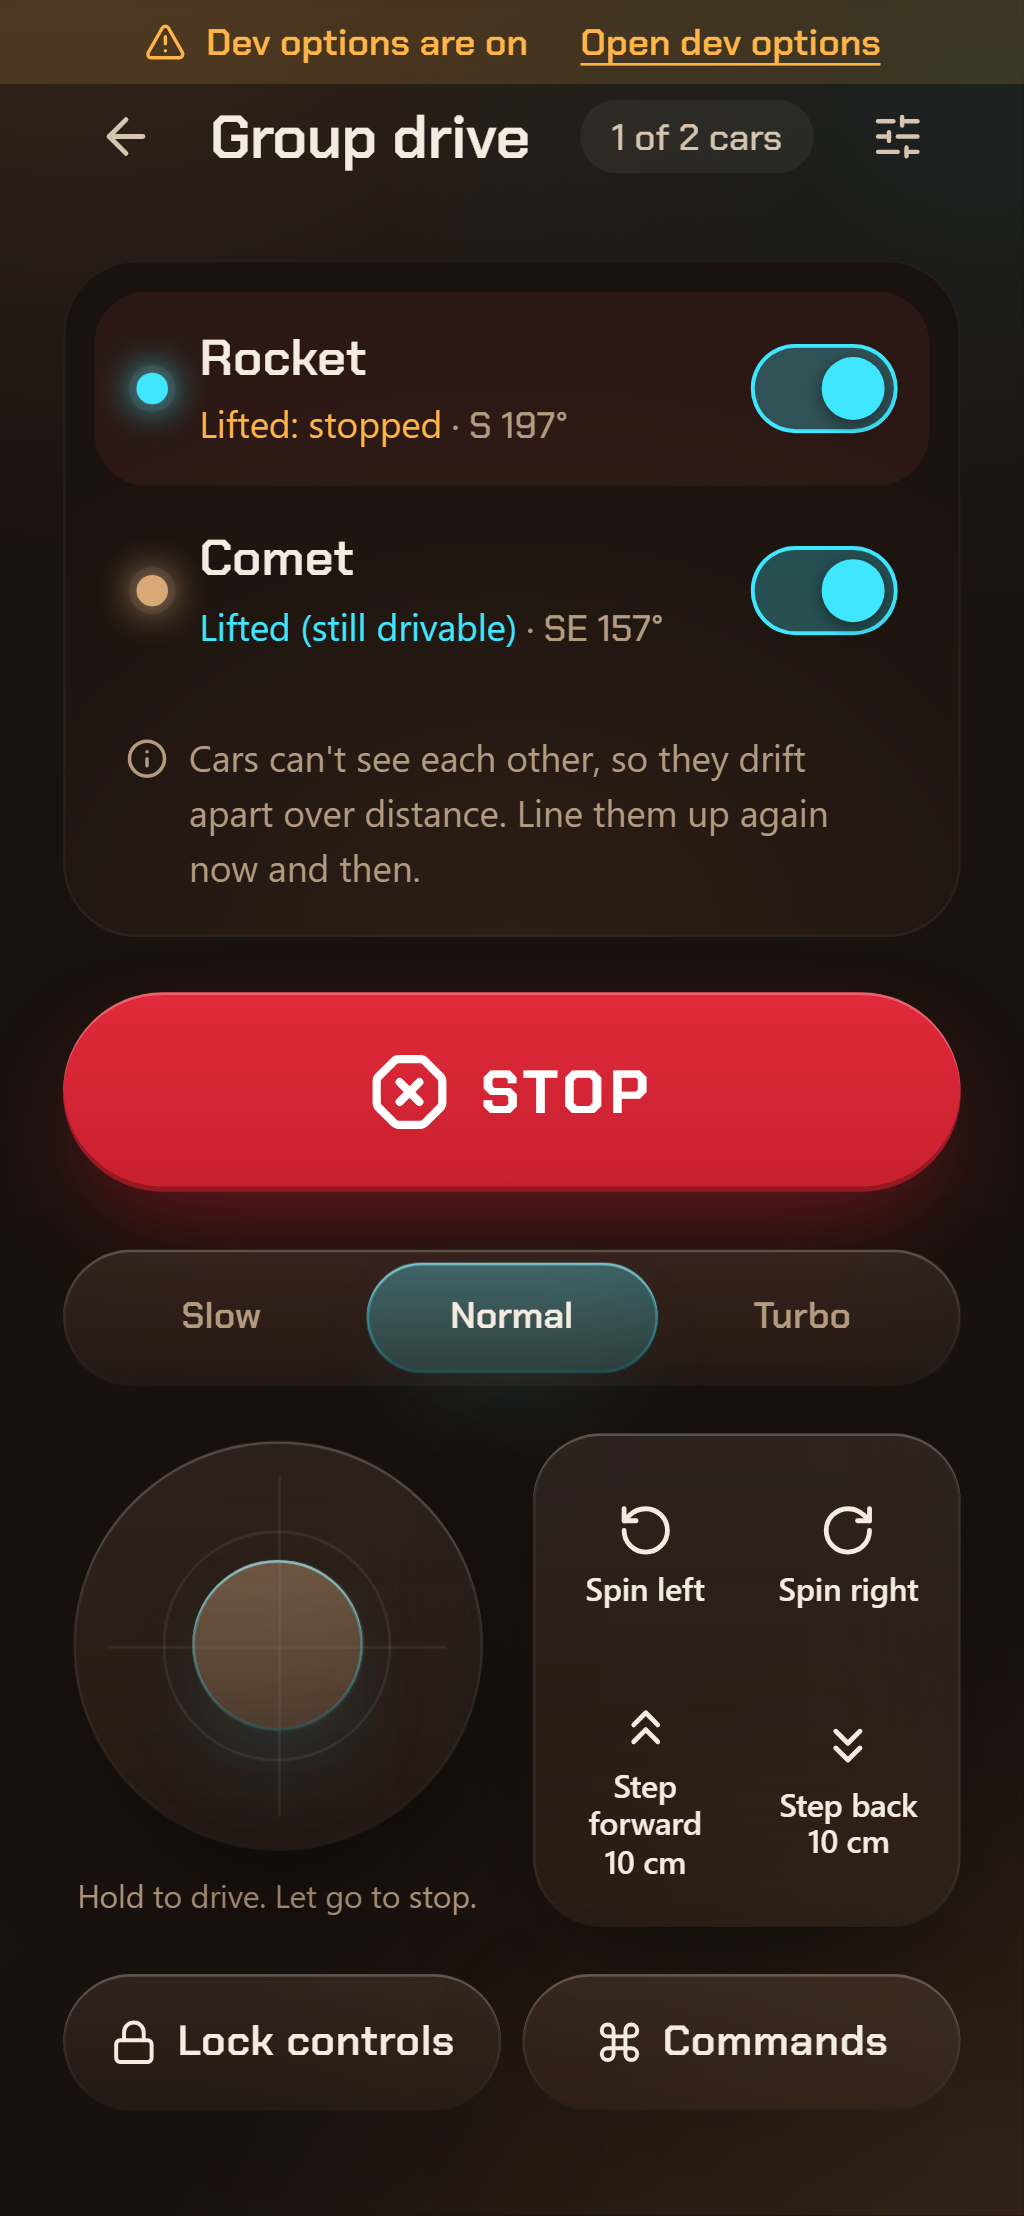 Dev options are on Open dev options
Group drive 1 of 2 cars
Rocket
Lifted: stopped · S 197°
Comet
Lifted (still drivable) · SE 157°
Cars can't see each other, so they drift
apart over distance. Line them up again
now and then.
STOP
Slow Normal Turbo
Spin left Spin right
Step
forward
10 cm
Step back
10 cm
Hold to drive. Let go to stop.
Lock controls Commands